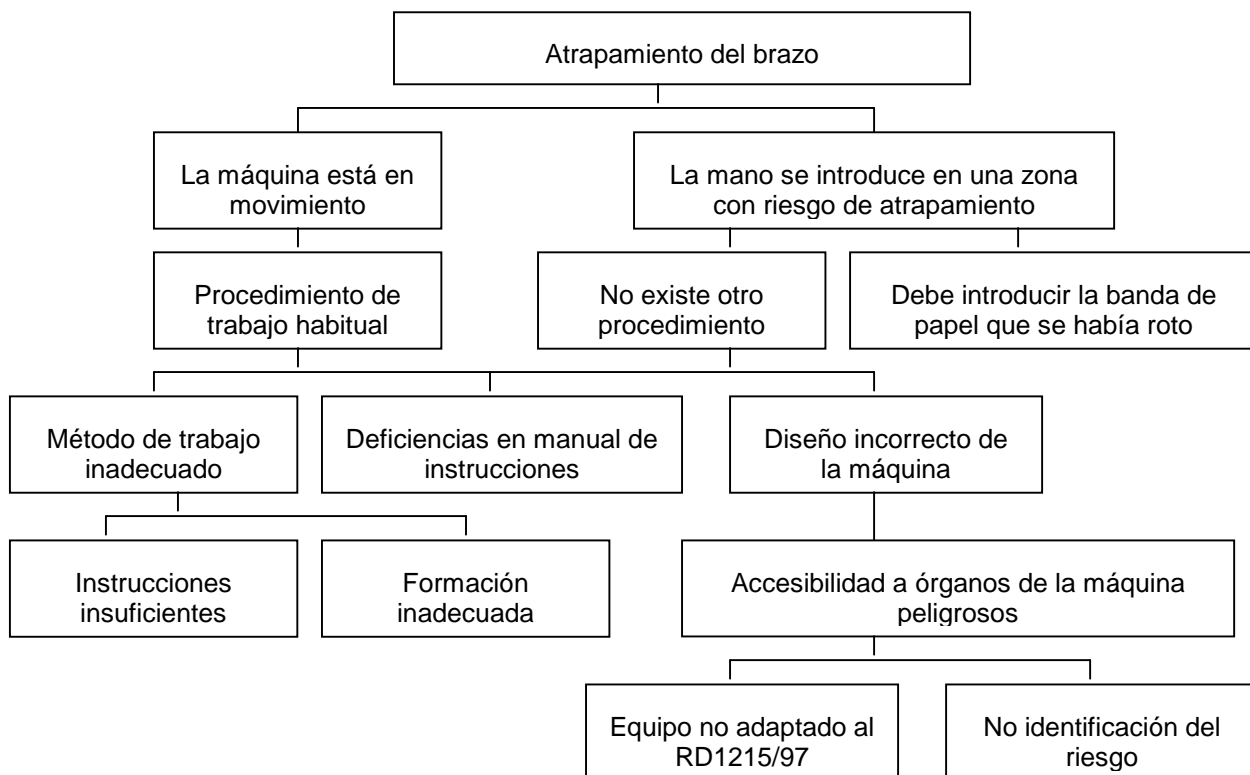 Atrapamiento del brazo
La máquina está en
movimiento
La mano se introduce en una zona
con riesgo de atrapamiento
Procedimiento de
trabajo habitual
No existe otro
procedimiento
Debe introducir la banda de
papel que se había roto
Método de trabajo
inadecuado
Deficiencias en manual de
instrucciones
Diseño incorrecto de
la máquina
Instrucciones
insuficientes
Formación
inadecuada
Accesibilidad a órganos de la máquina
peligrosos
Equipo no adaptado al
RD1215/97
No identificación del
riesgo